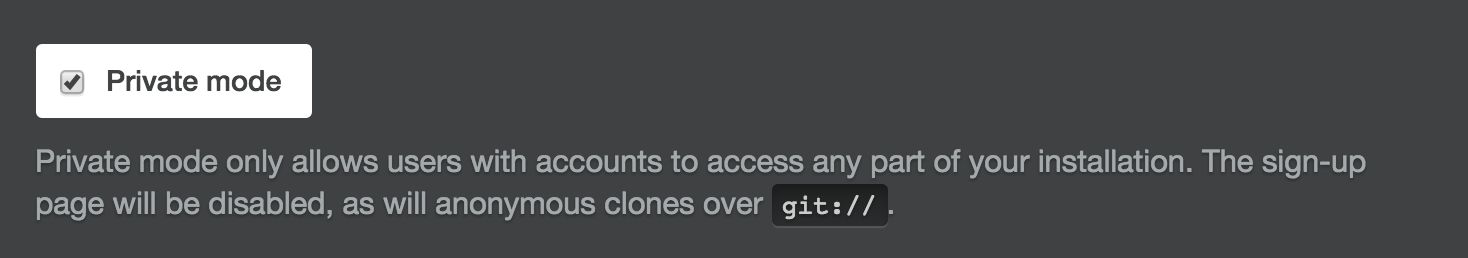 Private mode
Private mode only allows users with accounts to access any part of your installation. The sign-up
page will be disabled, as will anonymous clones over git:// .